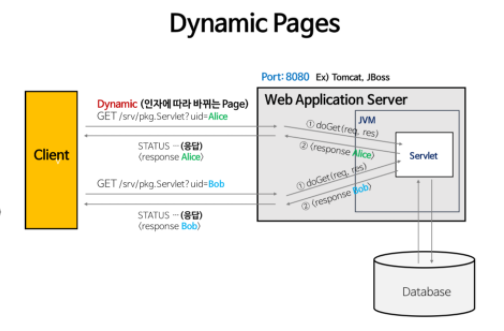 Dynamic Pages
Port: 8080 Ex) Tomcat, JBoss
Dynamic (인자에 따라 바뀌는 Page)
GET /srv/pkg.Servlet?uid=Alice
STATUS ··· (응답)
(response Alice)
GET /srv/pkg.Servlet?uid=Bob
STATUS ··· (응답)
(response Bob)
Client
Web Application Server
JVM
① doGet(req, res)
② (response Alice)
① doGet(req, res)
② (response Bob)
Servlet
Database